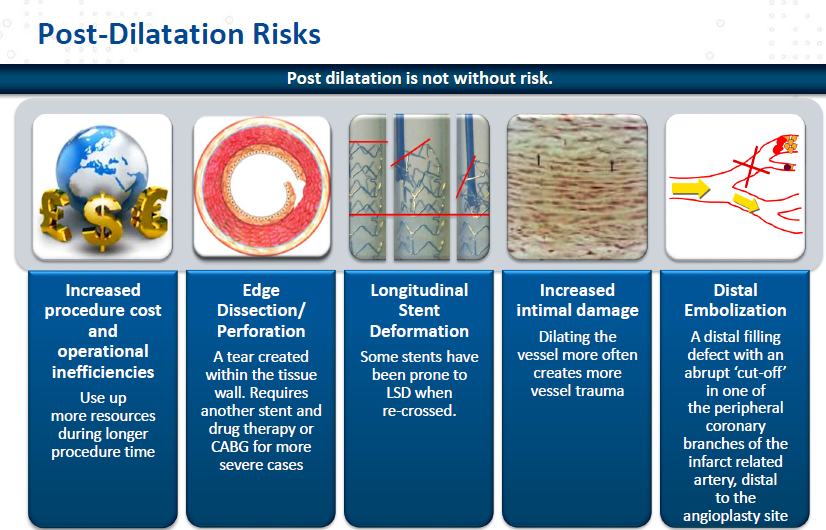 Post-Dilatation Risks
Post dilatation is not without risk.
£ $ €
Increased
procedure cost
and
operational
inefficiencies
Use up
more resources
during longer
procedure time
Edge
Dissection/
Perforation
A tear created
within the tissue
wall. Requires
another stent and
drug therapy or
CABG for more
severe cases
Longitudinal
Stent
Deformation
Some stents have
been prone to
LSD when
re-crossed.
Increased
intimal damage
Dilating the
vessel more often
creates more
vessel trauma
Distal
Embolization
A distal filling
defect with an
abrupt ‘cut-off’
in one of
the peripheral
coronary
branches of the
infarct related
artery, distal
to the
angioplasty site